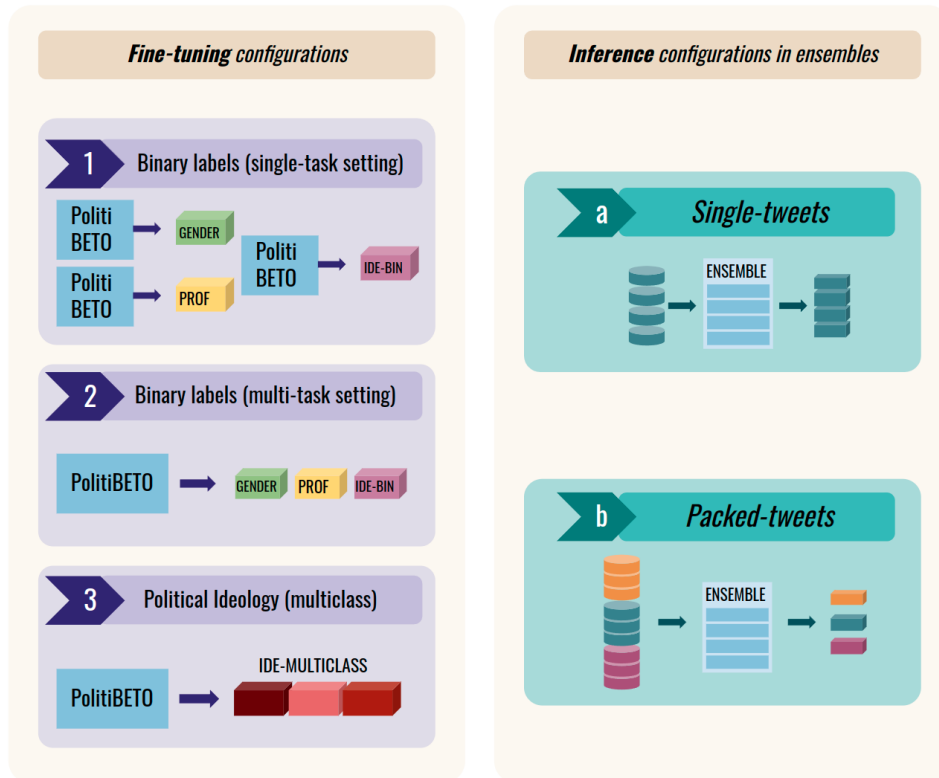 Fine-tuning configurations
1
Binary labels (single-task setting)
Politi
BETO
GENDER
Politi
BETO
PROF
Politi
BETO
IDE-BIN
2
Binary labels (multi-task setting)
PolitiBETO
GENDER
PROF
IDE-BIN
3
Political Ideology (multiclass)
IDE-MULTICLASS
PolitiBETO
Inference configurations in ensembles
a
Single-tweets
ENSEMBLE
b
Packed-tweets
ENSEMBLE